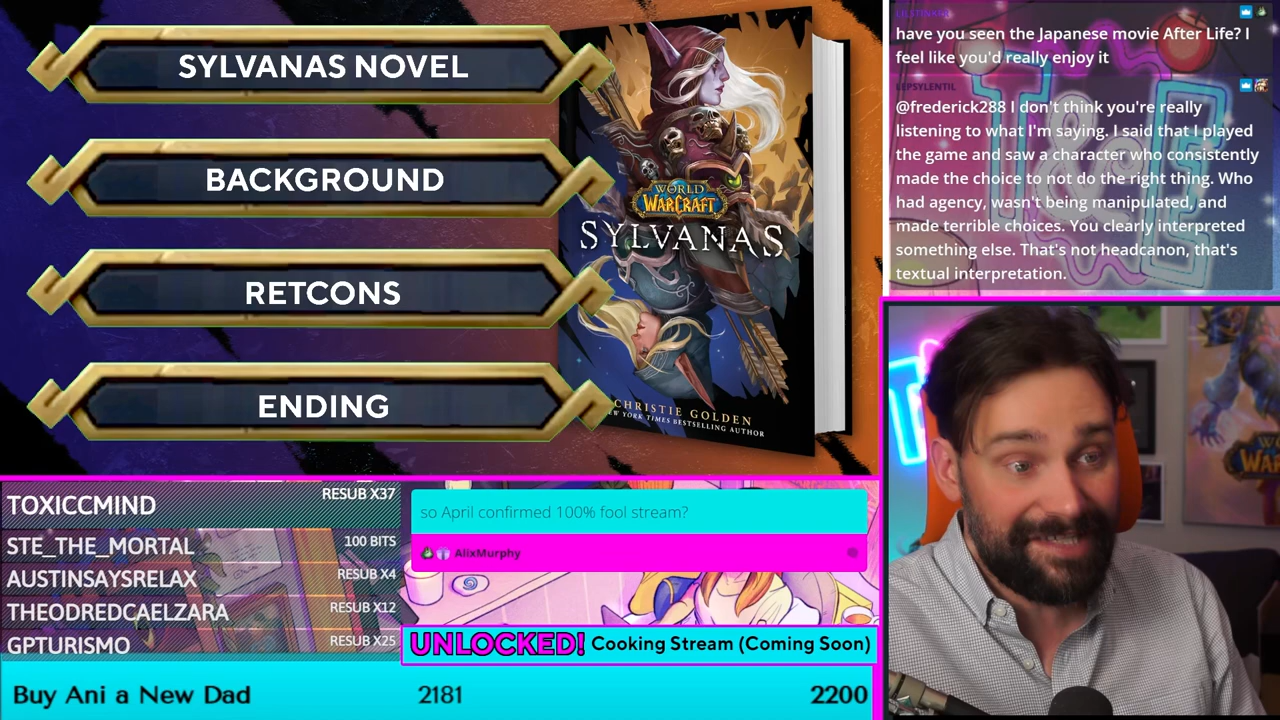 SYLVANAS NOVEL
BACKGROUND
RETCONS
ENDING
WORLD
WARCRAFT
SYLVANAS
CHRISTIE GOLDEN
NEW YORK TIMES BESTSELLING AUTHOR
have you seen the Japanese movie After Life? I
feel like you'd really enjoy it
@frederick288 I don't think you're really
listening to what I'm saying. I said that I played
the game and saw a character who consistently
made the choice to not do the right thing. Who
had agency, wasn't being manipulated, and
made terrible choices. You clearly interpreted
something else. That's not headcanon, that's
textual interpretation.
TOXICCMIND RESUB X37
STE_THE_MORTAL 100 BITS
AUSTINSAYSRELAX RESUB X4
THEODREDCAELZARA RESUB X12
GPTURISMO RESUB X25
so April confirmed 100% fool stream?
AlixMurphy
UNLOCKED! Cooking Stream (Coming Soon)
Buy Ani a New Dad 2181 2200